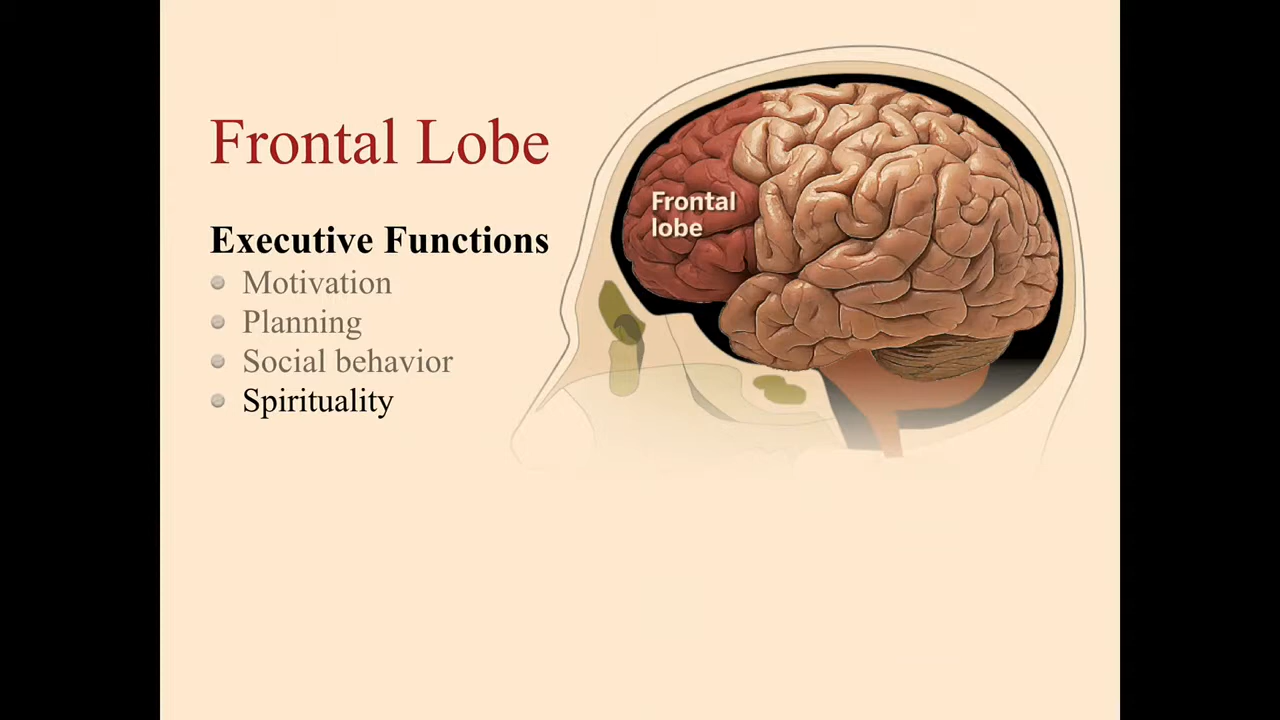 Frontal Lobe
Executive Functions
Motivation
Planning
Social behavior
Spirituality
Frontal
lobe